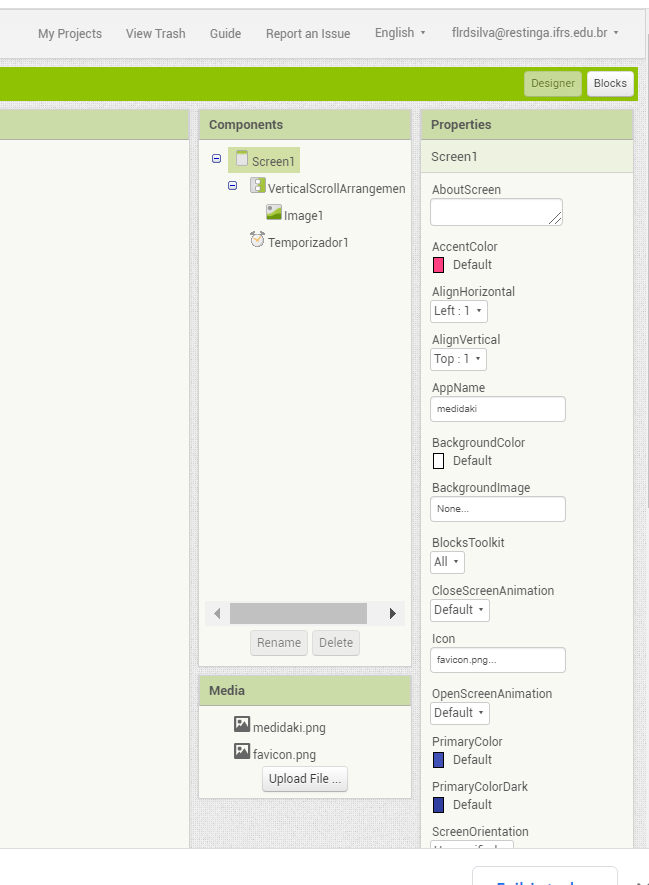 My Projects View Trash Guide Report an Issue English flrdsilva@restinga.ifrs.edu.br
Designer Blocks
Components
Screen1
VerticalScrollArrangemen
Image1
Temporizador1
Rename Delete
Media
medidaki.png
favicon.png
Upload File ...
Properties
Screen1
AboutScreen
AccentColor
Default
AlignHorizontal
Left : 1
AlignVertical
Top : 1
AppName
medidaki
BackgroundColor
Default
BackgroundImage
None...
BlocksToolkit
All
CloseScreenAnimation
Default
Icon
favicon.png...
OpenScreenAnimation
Default
PrimaryColor
Default
PrimaryColorDark
Default
ScreenOrientation